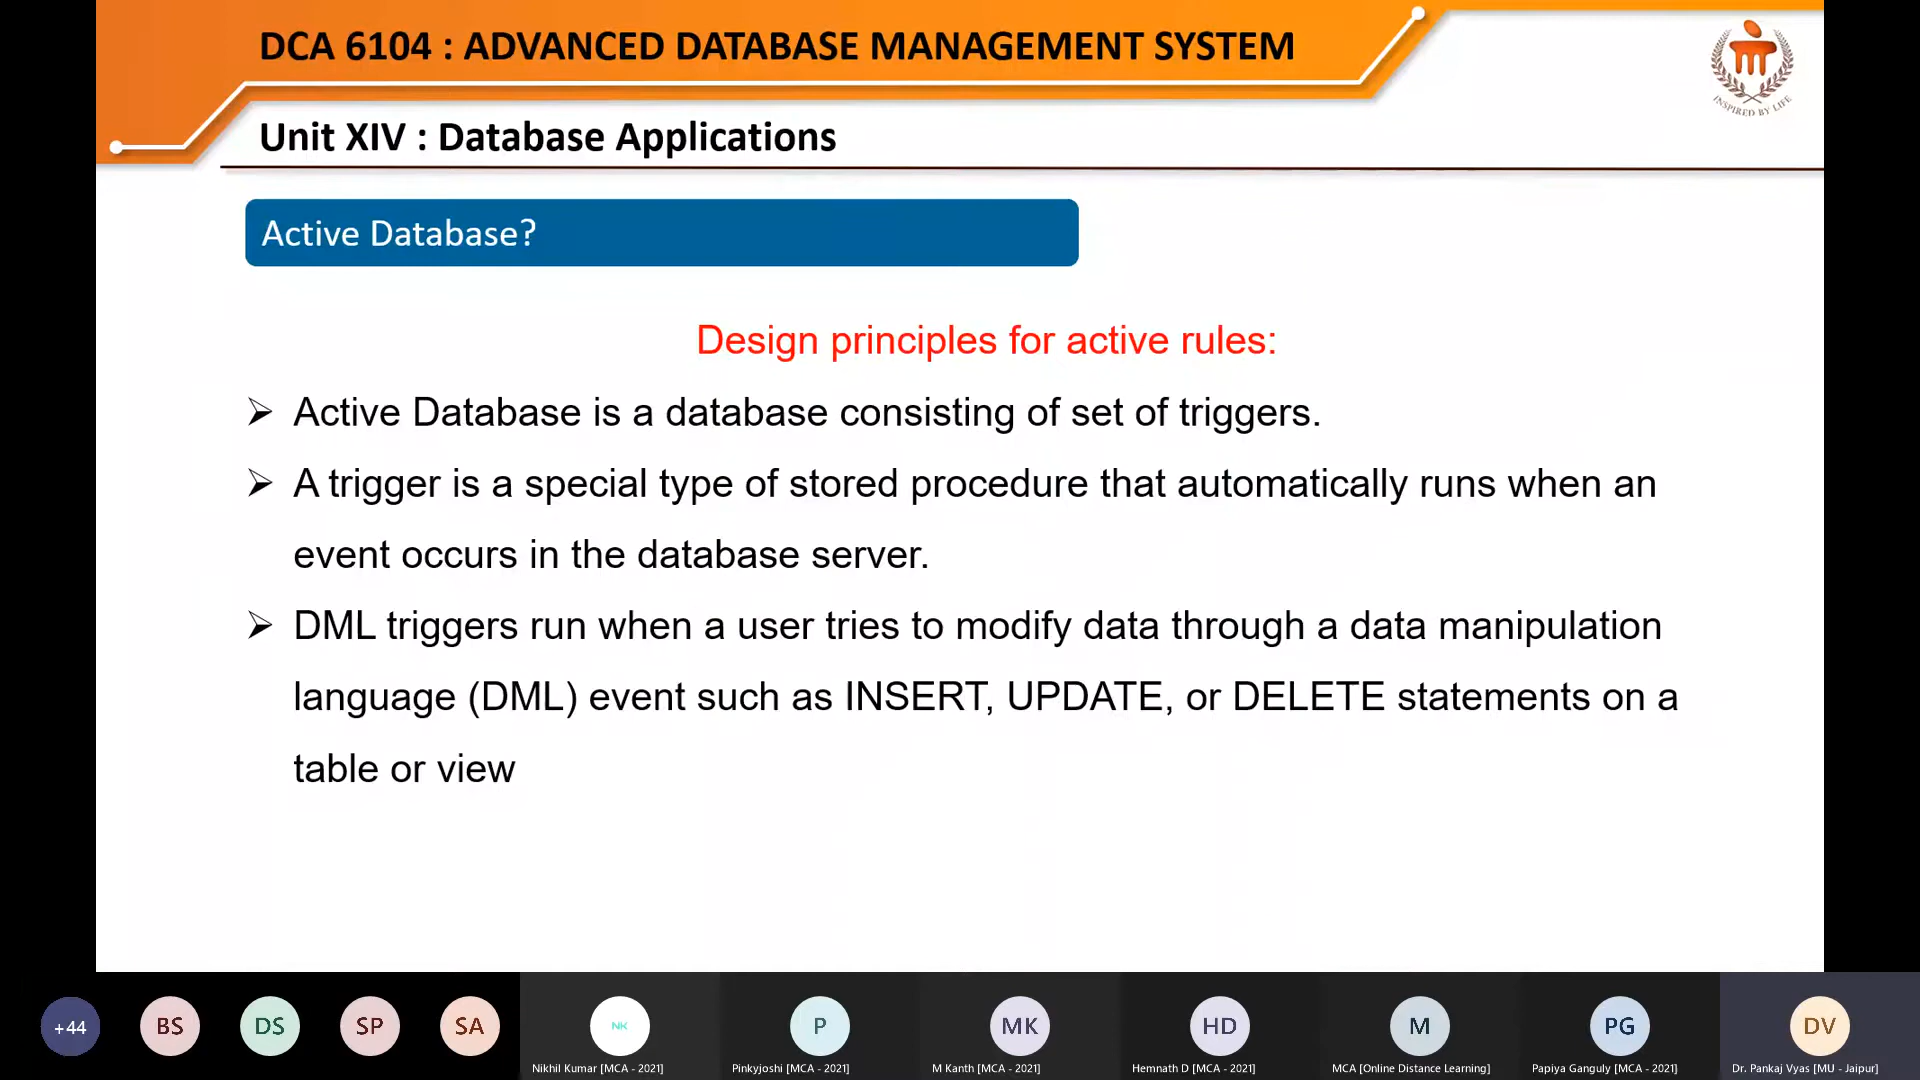 DCA 6104 : ADVANCED DATABASE MANAGEMENT SYSTEM
INSPIRED BY LIFE
Unit XIV : Database Applications
Active Database?
Design principles for active rules:
➢ Active Database is a database consisting of set of triggers.
➢ A trigger is a special type of stored procedure that automatically runs when an
event occurs in the database server.
➢ DML triggers run when a user tries to modify data through a data manipulation
language (DML) event such as INSERT, UPDATE, or DELETE statements on a
table or view
+44 BS DS SP SA NK P MK HD M PG DV
Nikhil Kumar [MCA - 2021] Pinkyjoshi [MCA - 2021] M Kanth [MCA - 2021] Hemnath D [MCA - 2021] MCA [Online Distance Learning] Papiya Ganguly [MCA - 2021] Dr. Pankaj Vyas [MU - Jaipur]